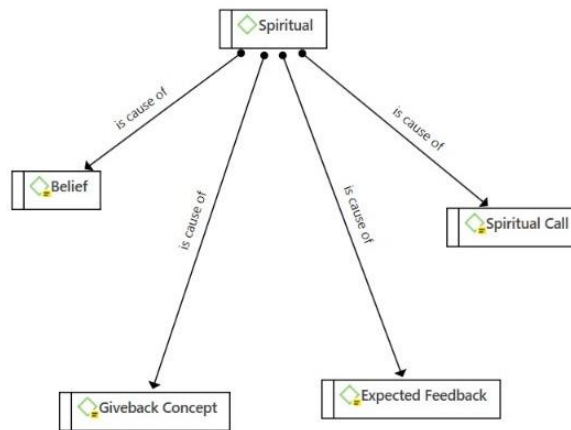 Spiritual
is cause of
is cause of
is cause of
is cause of
Belief
Spiritual Call
Giveback Concept
Expected Feedback